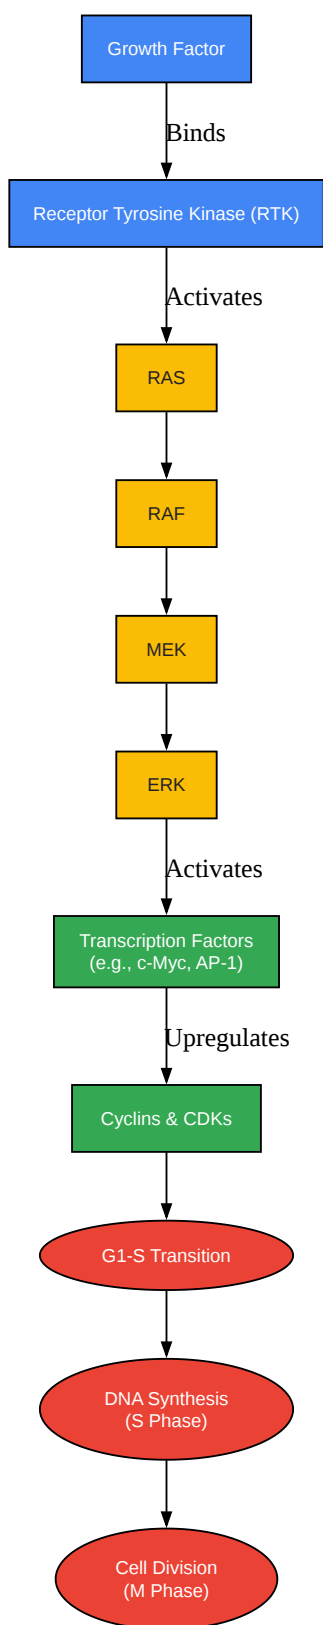 Growth Factor
Binds
Receptor Tyrosine Kinase (RTK)
Activates
RAS
RAF
MEK
ERK
Activates
Transcription Factors
(e.g., c-Myc, AP-1)
Upregulates
Cyclins & CDKs
G1-S Transition
DNA Synthesis
(S Phase)
Cell Division
(M Phase)